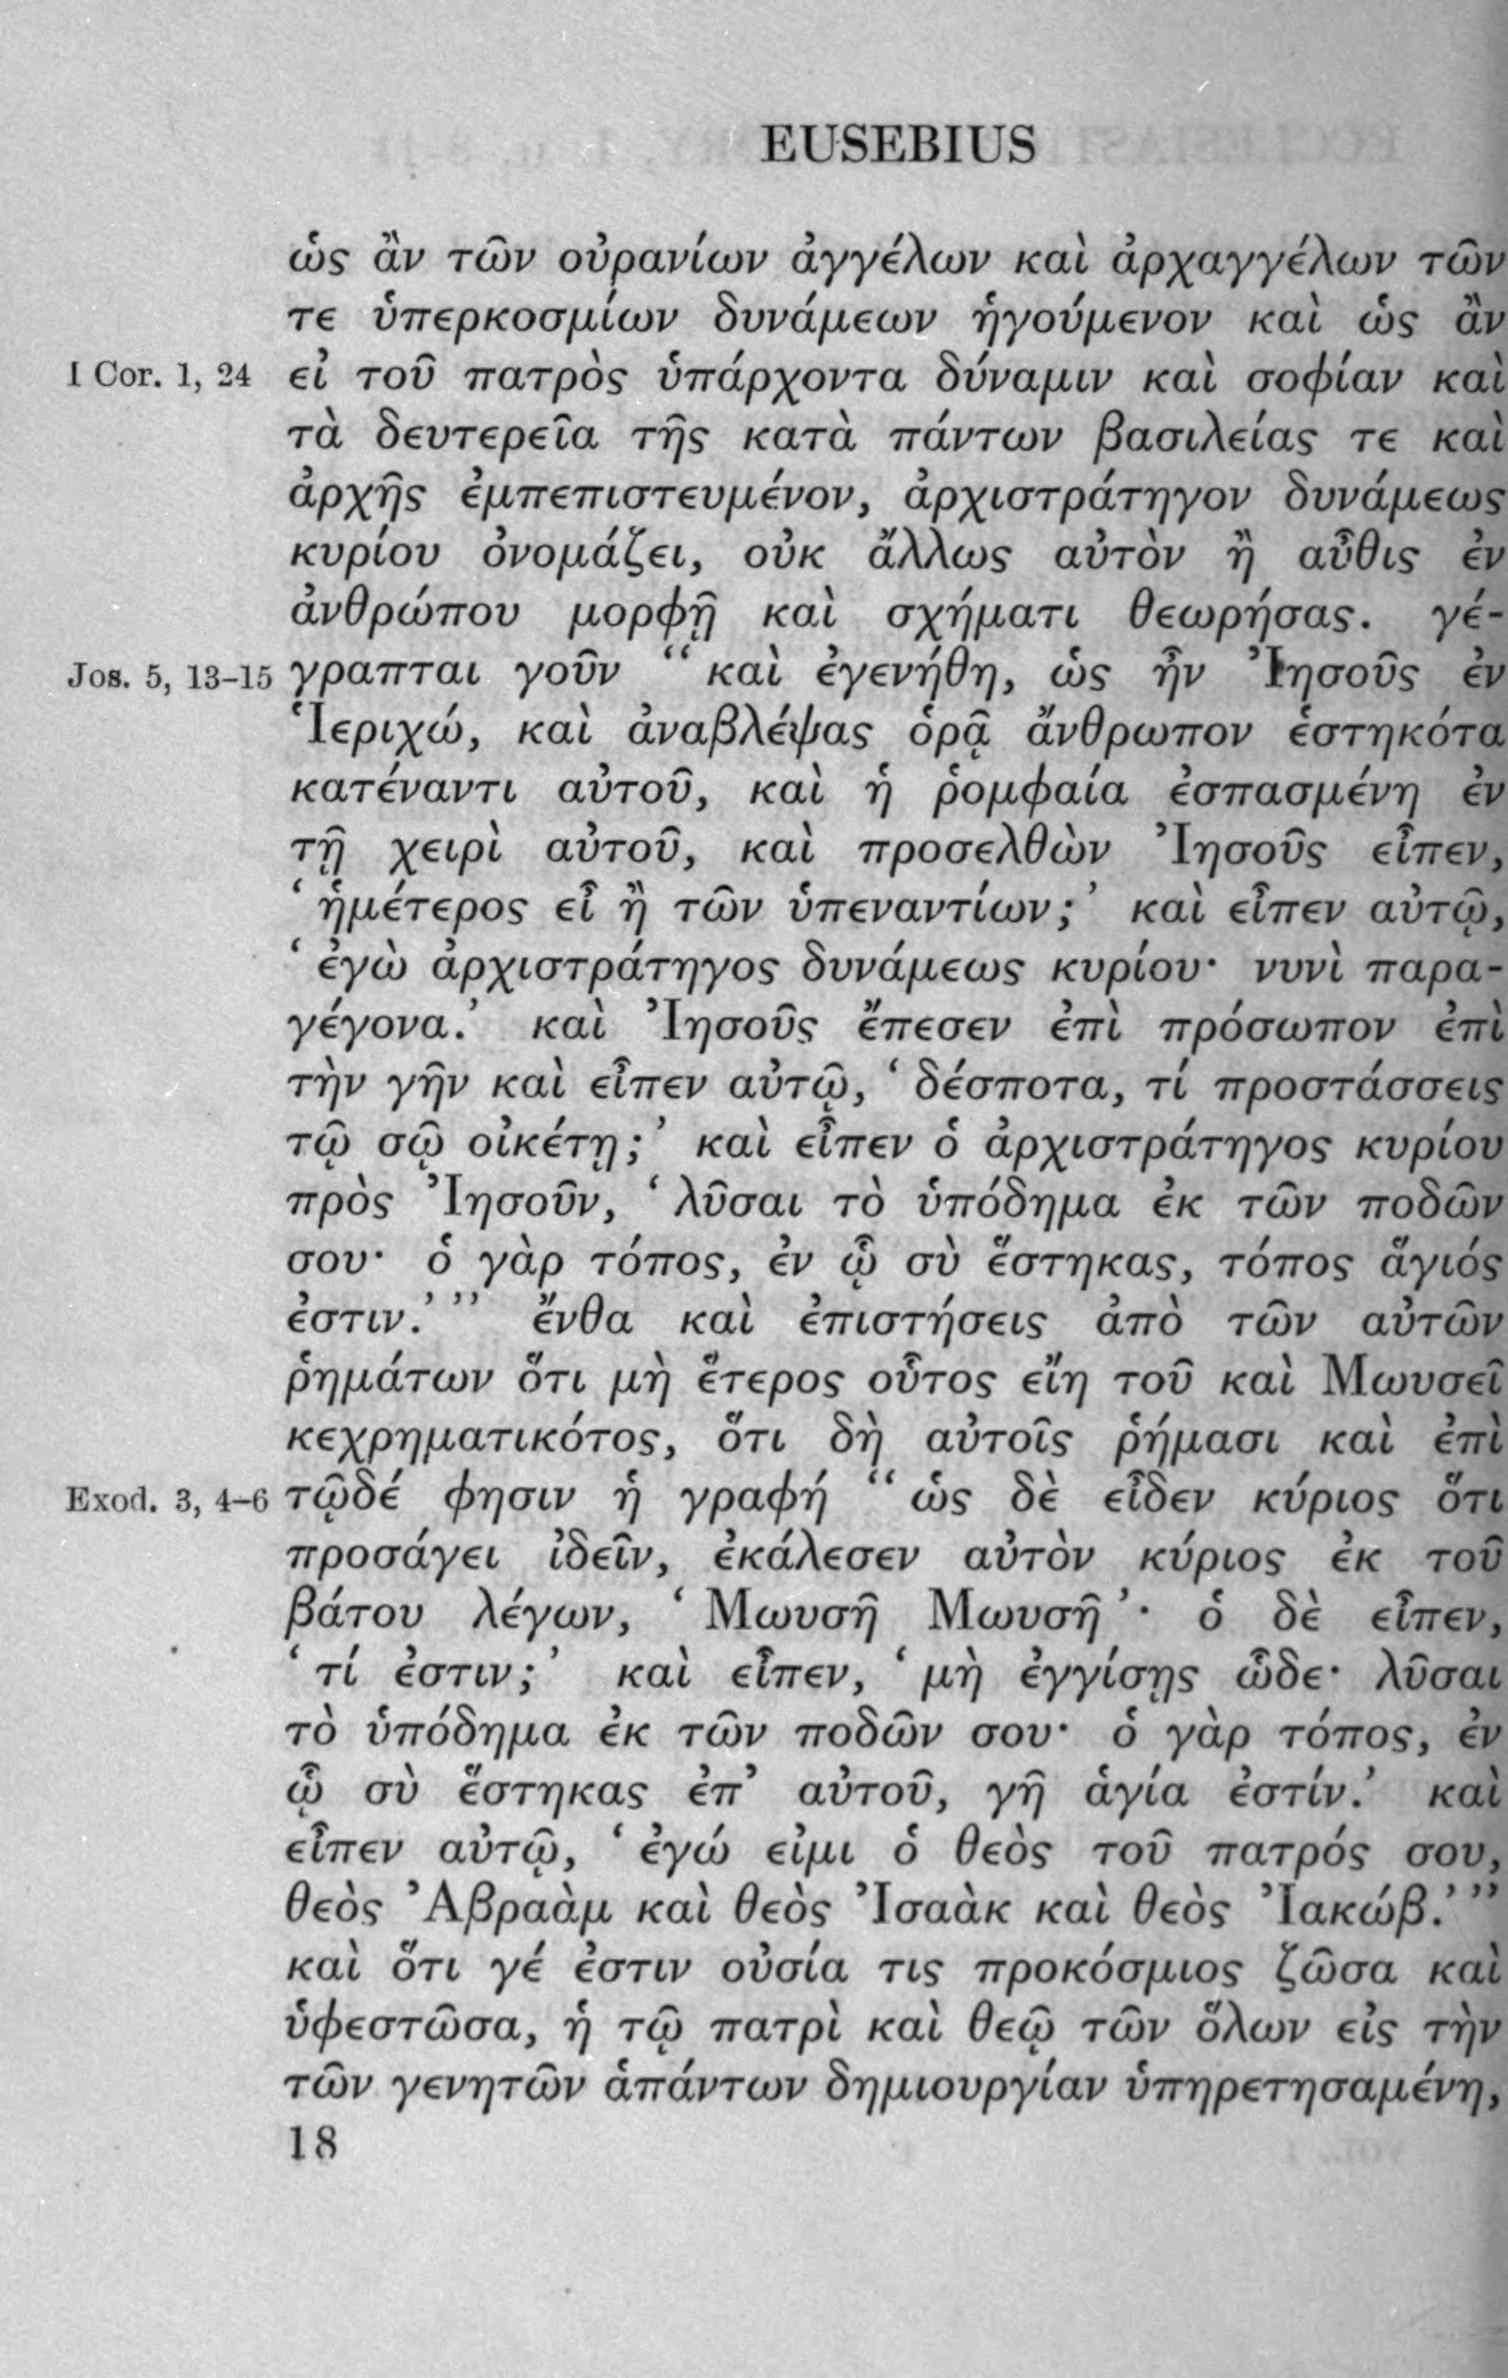 EUSEBIUS
ὡς ἂν τῶν οὐρανίων ἀγγέλων καὶ ἀρχαγγέλων τῶν
τε ὑπερκοσμίων δυνάμεων ἡγούμενον καὶ ὡς ἂν
I Cor. 1, 24 εἰ τοῦ πατρὸς ὑπάρχοντα δύναμιν καὶ σοφίαν καὶ
τὰ δευτερεῖα τῆς κατὰ πάντων βασιλείας τε καὶ
ἀρχῆς ἐμπεπιστευμένον, ἀρχιστράτηγον δυνάμεως
κυρίου ὀνομάζει, οὐκ ἄλλως αὐτὸν ἢ αὖθις ἐν
ἀνθρώπου μορφῇ καὶ σχήματι θεωρήσας. γέ-
Jos. 5, 13-15 γραπται γοῦν “ καὶ ἐγενήθη, ὡς ἦν Ἰησοῦς ἐν
Ἱεριχώ, καὶ ἀναβλέψας ὁρᾷ ἄνθρωπον ἑστηκότα
κατέναντι αὐτοῦ, καὶ ἡ ῥομφαία ἐσπασμένη ἐν
τῇ χειρὶ αὐτοῦ, καὶ προσελθὼν Ἰησοῦς εἶπεν,
‘ ἡμέτερος εἶ ἢ τῶν ὑπεναντίων;’ καὶ εἶπεν αὐτῷ,
‘ ἐγὼ ἀρχιστράτηγος δυνάμεως κυρίου· νυνὶ παρα-
γέγονα.’ καὶ Ἰησοῦς ἔπεσεν ἐπὶ πρόσωπον ἐπὶ
τὴν γῆν καὶ εἶπεν αὐτῷ, ‘ δέσποτα, τί προστάσσεις
τῷ σῷ οἰκέτῃ;’ καὶ εἶπεν ὁ ἀρχιστράτηγος κυρίου
πρὸς Ἰησοῦν, ‘ λῦσαι τὸ ὑπόδημα ἐκ τῶν ποδῶν
σου· ὁ γὰρ τόπος, ἐν ᾧ σὺ ἕστηκας, τόπος ἅγιός
ἐστιν.’ ” ἔνθα καὶ ἐπιστήσεις ἀπὸ τῶν αὐτῶν
ῥημάτων ὅτι μὴ ἕτερος οὗτος εἴη τοῦ καὶ Μωυσεῖ
κεχρηματικότος, ὅτι δὴ αὐτοῖς ῥήμασι καὶ ἐπὶ
Exod. 3, 4-6 τῷδέ φησιν ἡ γραφή “ ὡς δὲ εἶδεν κύριος ὅτι
προσάγει ἰδεῖν, ἐκάλεσεν αὐτὸν κύριος ἐκ τοῦ
βάτου λέγων, ‘ Μωυσῆ Μωυσῆ ’· ὁ δὲ εἶπεν,
‘ τί ἐστιν;’ καὶ εἶπεν, ‘ μὴ ἐγγίσῃς ὧδε· λῦσαι
τὸ ὑπόδημα ἐκ τῶν ποδῶν σου· ὁ γὰρ τόπος, ἐν
ᾧ σὺ ἕστηκας ἐπ’ αὐτοῦ, γῆ ἁγία ἐστίν.’ καὶ
εἶπεν αὐτῷ, ‘ ἐγώ εἰμι ὁ θεὸς τοῦ πατρός σου,
θεὸς Ἀβραὰμ καὶ θεὸς Ἰσαὰκ καὶ θεὸς Ἰακώβ.’ ”
καὶ ὅτι γέ ἐστιν οὐσία τις προκόσμιος ζῶσα καὶ
ὑφεστῶσα, ἡ τῷ πατρὶ καὶ θεῷ τῶν ὅλων εἰς τὴν
τῶν γενητῶν ἁπάντων δημιουργίαν ὑπηρετησαμένη,
18